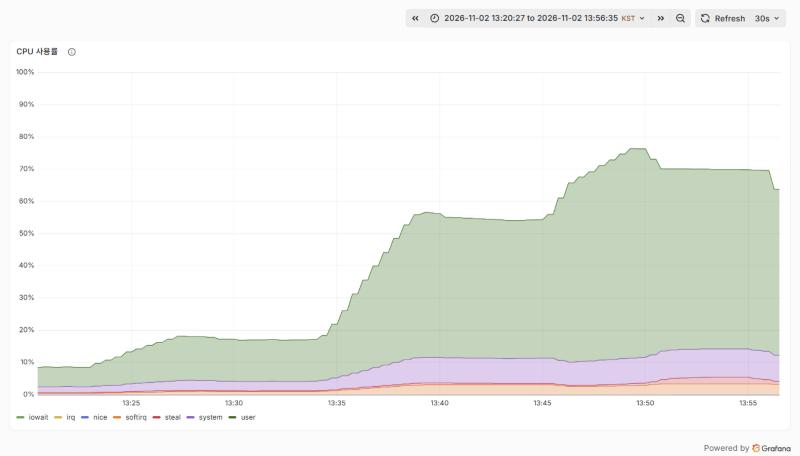 2026-11-02 13:20:27 to 2026-11-02 13:56:35 KST Refresh 30s
CPU 사용률
100%
90%
80%
70%
60%
50%
40%
30%
20%
10%
0%
13:25 13:30 13:35 13:40 13:45 13:50 13:55
iowait irq nice softirq steal system user
Powered by Grafana